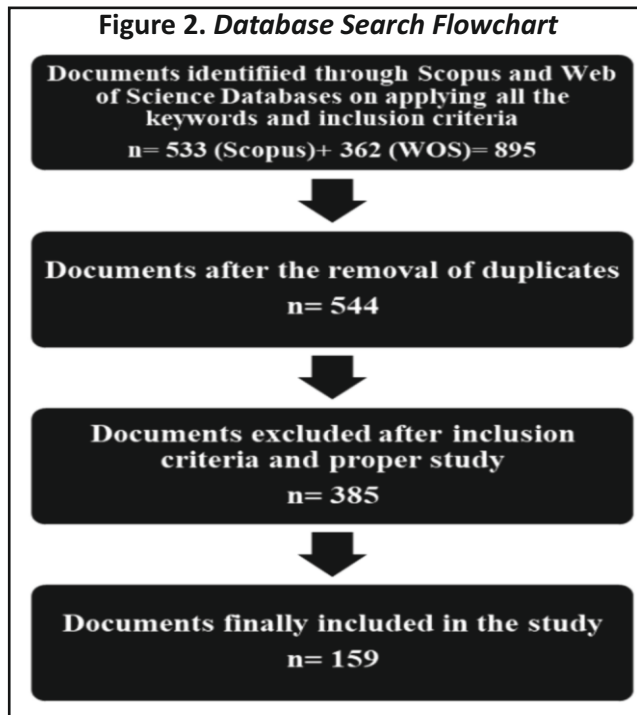 Figure 2. Database Search Flowchart
Documents identifiied through Scopus and Web
of Science Databases on applying all the
keywords and inclusion criteria
n= 533 (Scopus)+ 362 (WOS)= 895
Documents after the removal of duplicates
n= 544
Documents excluded after inclusion
criteria and proper study
n= 385
Documents finally included in the study
n= 159